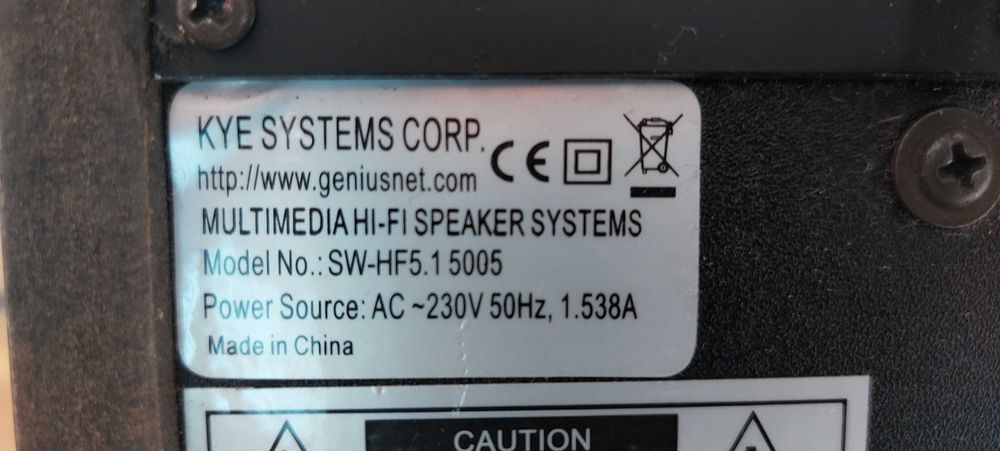 KYE SYSTEMS CORP.
http://www.geniusnet.com
CE
MULTIMEDIA HI-FI SPEAKER SYSTEMS
Model No.: SW-HF5.1 5005
Power Source: AC ~230V 50Hz, 1.538A
Made in China
CAUTION